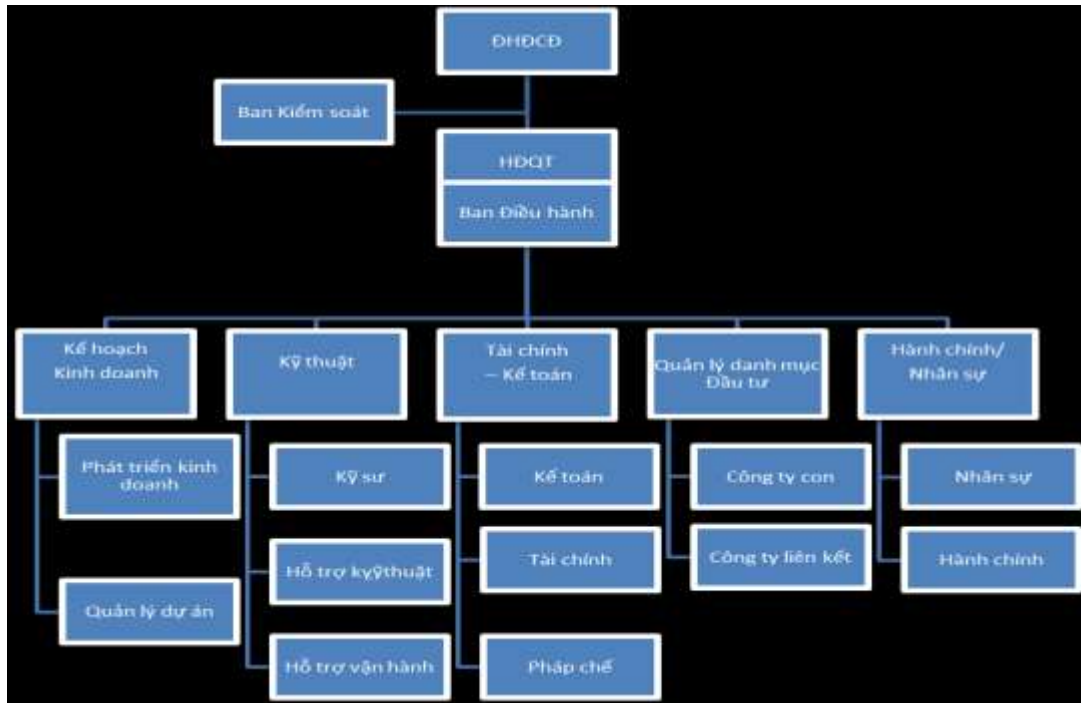 ĐHĐCĐ
Ban Kiểm soát
HĐQT
Ban Điều hành
Kế hoạch
Kinh doanh
Kỹ thuật
Tài chính
– Kế toán
Quản lý danh mục
Đầu tư
Hành chính/
Nhân sự
Phát triển kinh
doanh
Kỹ sư
Kế toán
Công ty con
Nhân sự
Hỗ trợ kyỹthuật
Tài chính
Công ty liên kết
Hành chính
Quản lý dự án
Hỗ trợ vận hành
Pháp chế